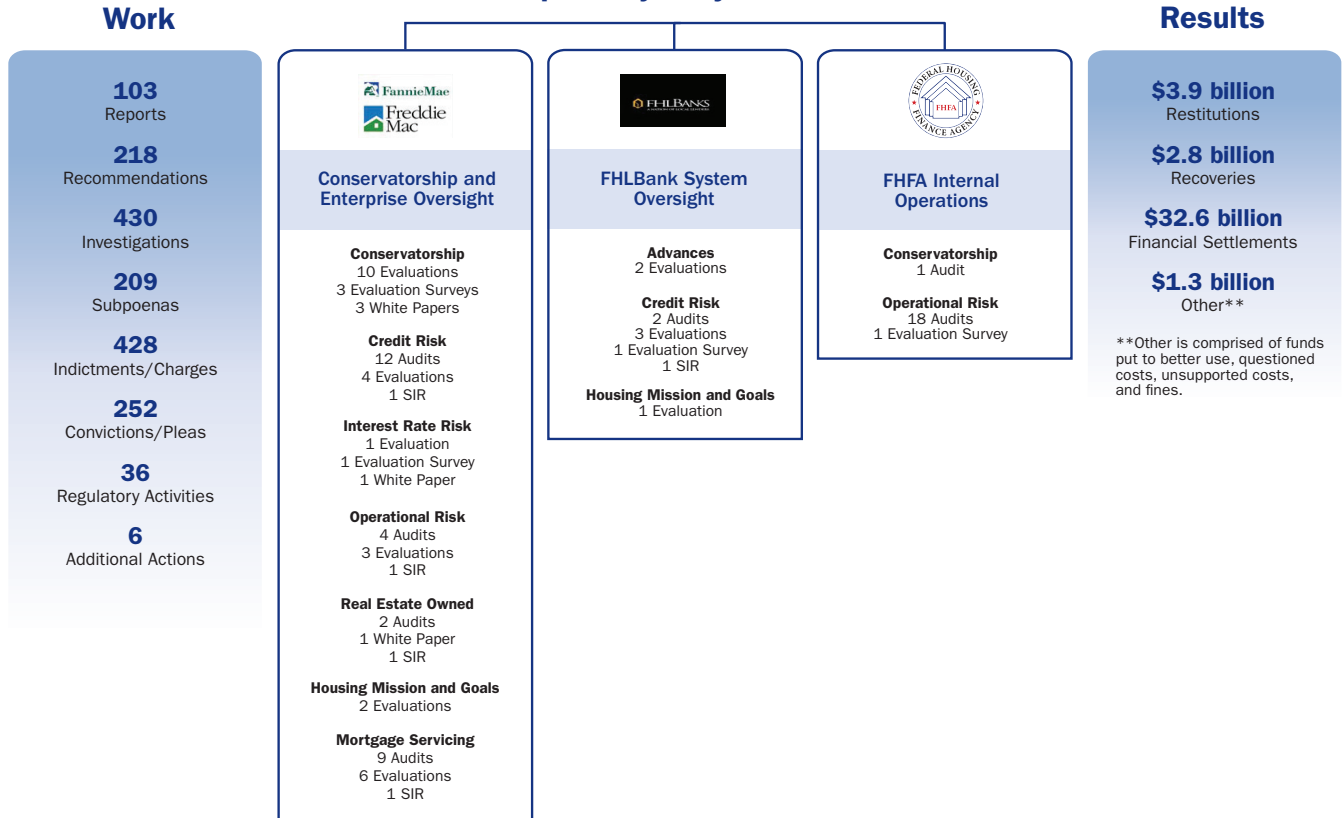 Work
103
Reports
218
Recommendations
430
Investigations
209
Subpoenas
428
Indictments/Charges
252
Convictions/Pleas
36
Regulatory Activities
6
Additional Actions
FannieMae
Freddie
Mac
Conservatorship and
Enterprise Oversight
Conservatorship
10 Evaluations
3 Evaluation Surveys
3 White Papers
Credit Risk
12 Audits
4 Evaluations
1 SIR
Interest Rate Risk
1 Evaluation
1 Evaluation Survey
1 White Paper
Operational Risk
4 Audits
3 Evaluations
1 SIR
Real Estate Owned
2 Audits
1 White Paper
1 SIR
Housing Mission and Goals
2 Evaluations
Mortgage Servicing
9 Audits
6 Evaluations
1 SIR
FHLBANKS
FHLBank System
Oversight
Advances
2 Evaluations
Credit Risk
2 Audits
3 Evaluations
1 Evaluation Survey
1 SIR
Housing Mission and Goals
1 Evaluation
FEDERAL HOUSING
FHFA
FINANCE AGENCY
FHFA Internal
Operations
Conservatorship
1 Audit
Operational Risk
18 Audits
1 Evaluation Survey
Results
$3.9 billion
Restitutions
$2.8 billion
Recoveries
$32.6 billion
Financial Settlements
$1.3 billion
Other**
**Other is comprised of funds
put to better use, questioned
costs, unsupported costs,
and fines.